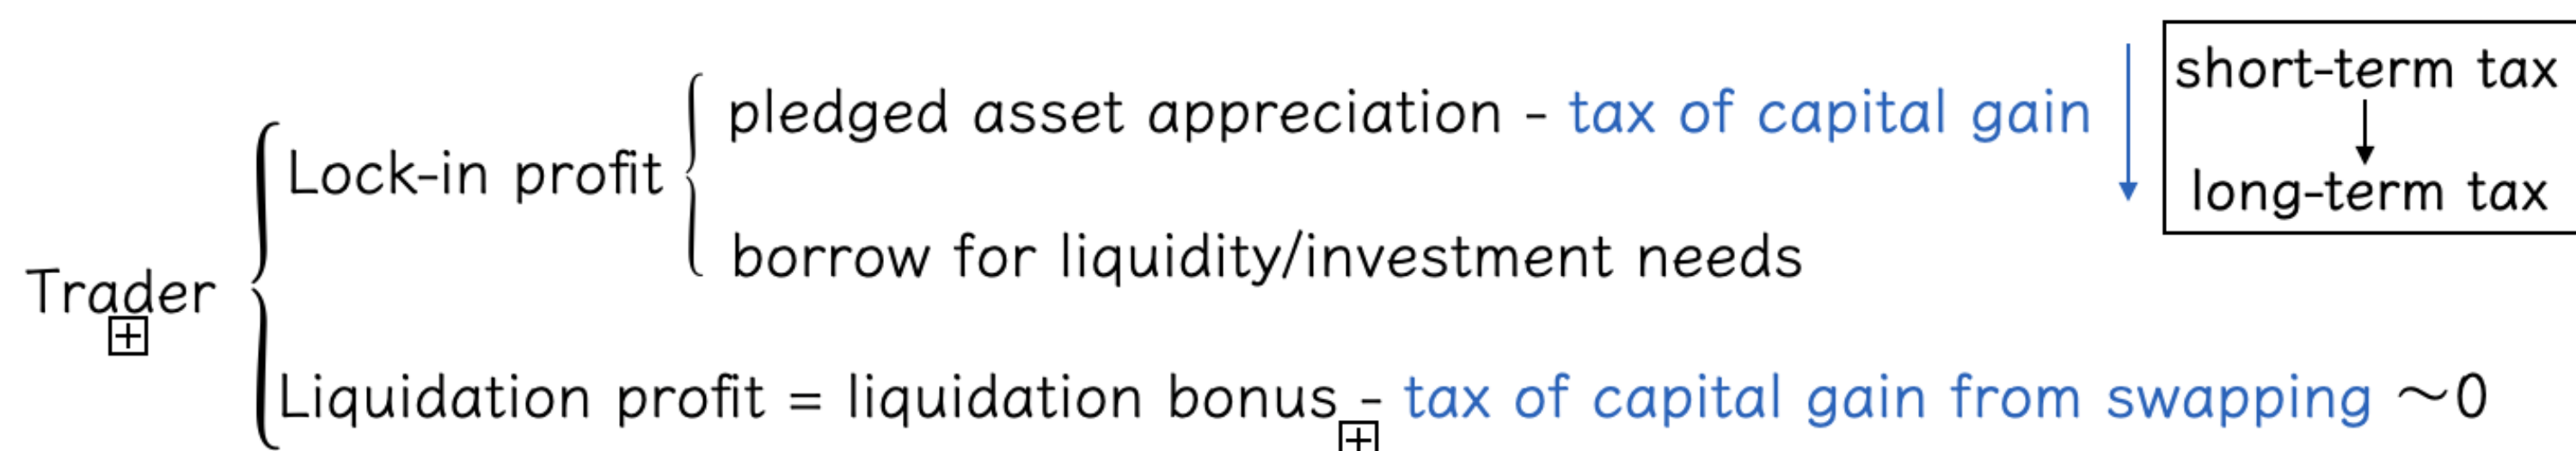 short-term tax
pledged asset appreciation - tax of capital gain
long-term tax
Lock-in profit
borrow for liquidity/investment needs
Trader
Liquidation profit = liquidation bonus - tax of capital gain from swapping ~0